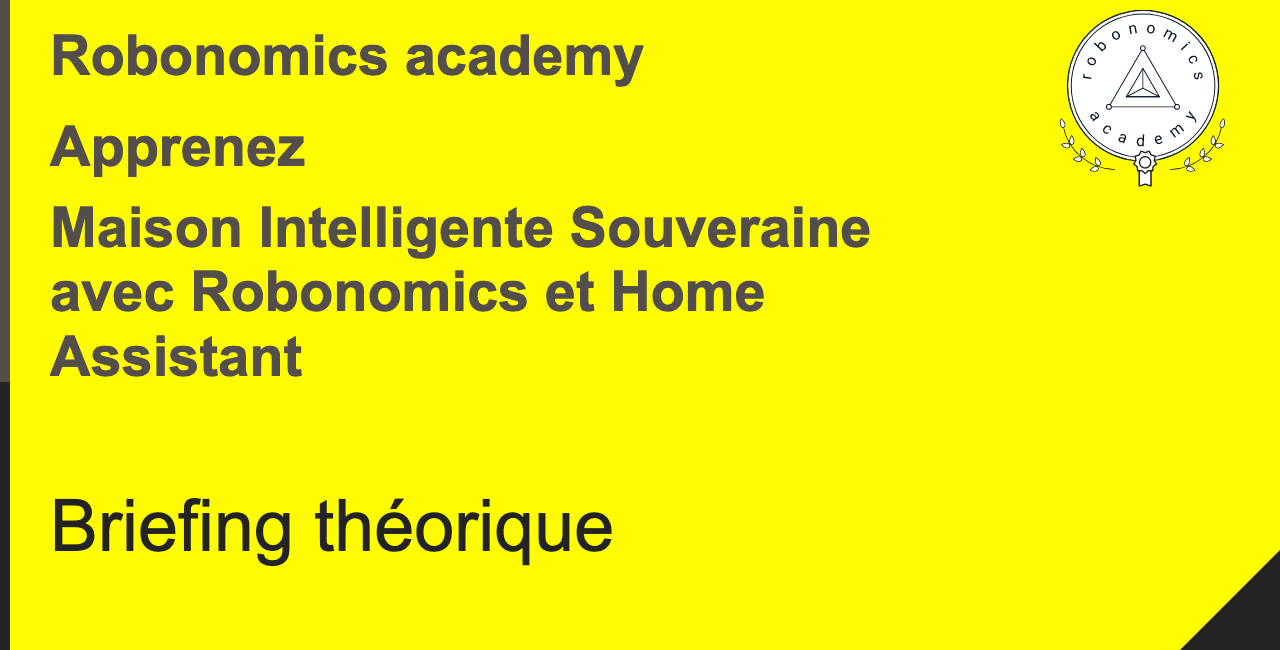 Robonomics academy
robonomics
academy
Apprenez
Maison Intelligente Souveraine
avec Robonomics et Home
Assistant
Briefing théorique